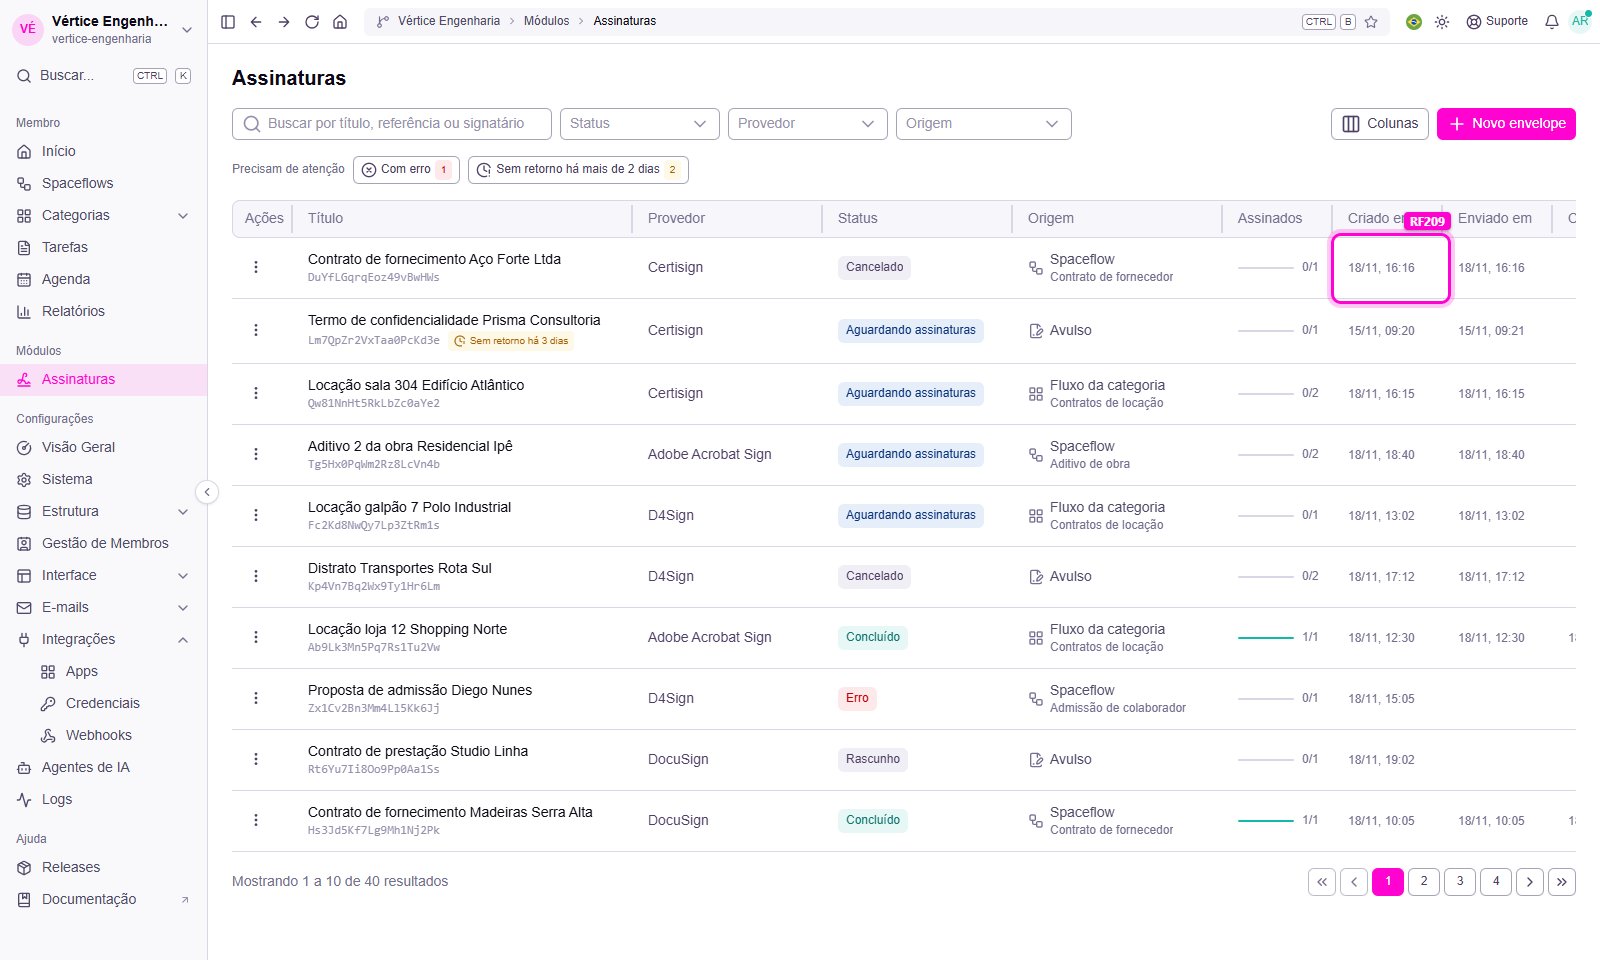 VÉ
Vértice Engenh...
vertice-engenharia
Buscar...
CTRL K
Membro
Início
Spaceflows
Categorias
Tarefas
Agenda
Relatórios
Módulos
Assinaturas
Configurações
Visão Geral
Sistema
Estrutura
Gestão de Membros
Interface
E-mails
Integrações
Apps
Credenciais
Webhooks
Agentes de IA
Logs
Ajuda
Releases
Documentação
Vértice Engenharia > Módulos > Assinaturas
CTRL B
Suporte
AR
Assinaturas
Buscar por título, referência ou signatário
Status
Provedor
Origem
Colunas
Novo envelope
Precisam de atenção
Com erro 1
Sem retorno há mais de 2 dias 2
Ações Título Provedor Status Origem Assinados Criado e Enviado em C
RF209
Contrato de fornecimento Aço Forte Ltda
DuYfLGqrqEoz49vBwHWs
Certisign
Cancelado
Spaceflow
Contrato de fornecedor
0/1
18/11, 16:16
18/11, 16:16
Termo de confidencialidade Prisma Consultoria
Lm7QpZr2VxTaa0PcKd3e
Sem retorno há 3 dias
Certisign
Aguardando assinaturas
Avulso
0/1
15/11, 09:20
15/11, 09:21
Locação sala 304 Edifício Atlântico
Qw81NnHt5RkLbZc0aYe2
Certisign
Aguardando assinaturas
Fluxo da categoria
Contratos de locação
0/2
18/11, 16:15
18/11, 16:15
Aditivo 2 da obra Residencial Ipê
Tg5Hx0PqWm2Rz8LcVn4b
Adobe Acrobat Sign
Aguardando assinaturas
Spaceflow
Aditivo de obra
0/2
18/11, 18:40
18/11, 18:40
Locação galpão 7 Polo Industrial
Fc2Kd8NwQy7Lp3ZtRm1s
D4Sign
Aguardando assinaturas
Fluxo da categoria
Contratos de locação
0/1
18/11, 13:02
18/11, 13:02
Distrato Transportes Rota Sul
Kp4Vn7Bq2Wx9Ty1Hr6Lm
D4Sign
Cancelado
Avulso
0/2
18/11, 17:12
18/11, 17:12
Locação loja 12 Shopping Norte
Ab9Lk3Mn5Pq7Rs1Tu2Vw
Adobe Acrobat Sign
Concluído
Fluxo da categoria
Contratos de locação
1/1
18/11, 12:30
18/11, 12:30
1
Proposta de admissão Diego Nunes
Zx1Cv2Bn3Mm4Ll5Kk6Jj
D4Sign
Erro
Spaceflow
Admissão de colaborador
0/1
18/11, 15:05
Contrato de prestação Studio Linha
Rt6Yu7Ii8Oo9Pp0Aa1Ss
DocuSign
Rascunho
Avulso
0/1
18/11, 19:02
Contrato de fornecimento Madeiras Serra Alta
Hs3Jd5Kf7Lg9Mh1Nj2Pk
DocuSign
Concluído
Spaceflow
Contrato de fornecedor
1/1
18/11, 10:05
18/11, 10:05
1
Mostrando 1 a 10 de 40 resultados
1 2 3 4